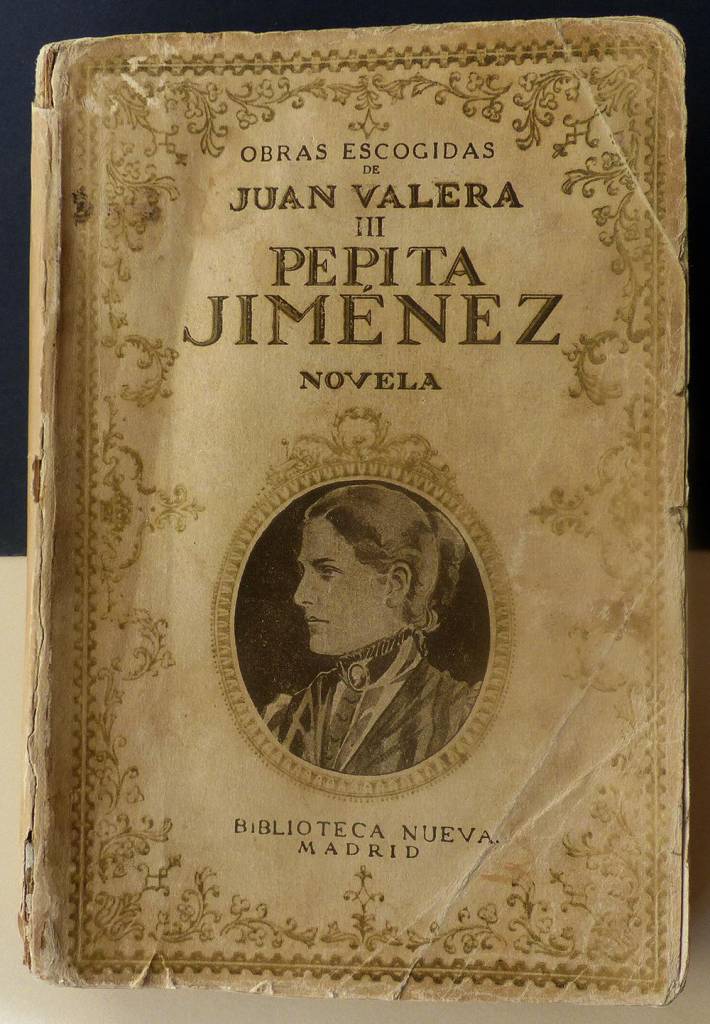 OBRAS ESCOGIDAS
DE
JUAN VALERA
III
PEPITA
JIMÉNEZ
NOVELA
BIBLIOTECA NUEVA.
MADRID